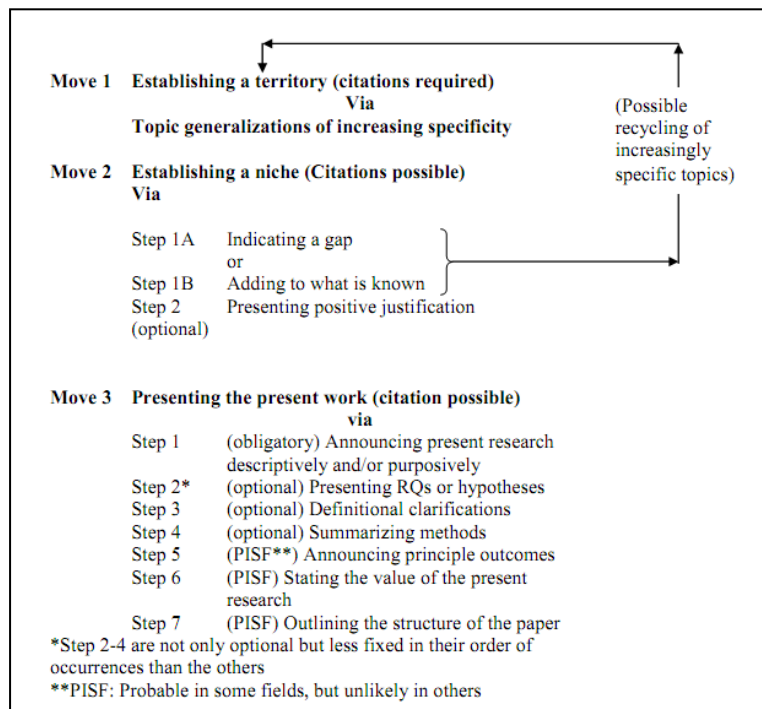 Move 1 Establishing a territory (citations required)
Via
Topic generalizations of increasing specificity
(Possible
recycling of
increasingly
specific topics)
Move 2 Establishing a niche (Citations possible)
Via
Step 1A Indicating a gap
or
Step 1B Adding to what is known
Step 2 Presenting positive justification
(optional)
Move 3 Presenting the present work (citation possible)
via
Step 1 (obligatory) Announcing present research
descriptively and/or purposively
Step 2* (optional) Presenting RQs or hypotheses
Step 3 (optional) Definitional clarifications
Step 4 (optional) Summarizing methods
Step 5 (PISF**) Announcing principle outcomes
Step 6 (PISF) Stating the value of the present
research
Step 7 (PISF) Outlining the structure of the paper
*Step 2-4 are not only optional but less fixed in their order of
occurrences than the others
**PISF: Probable in some fields, but unlikely in others